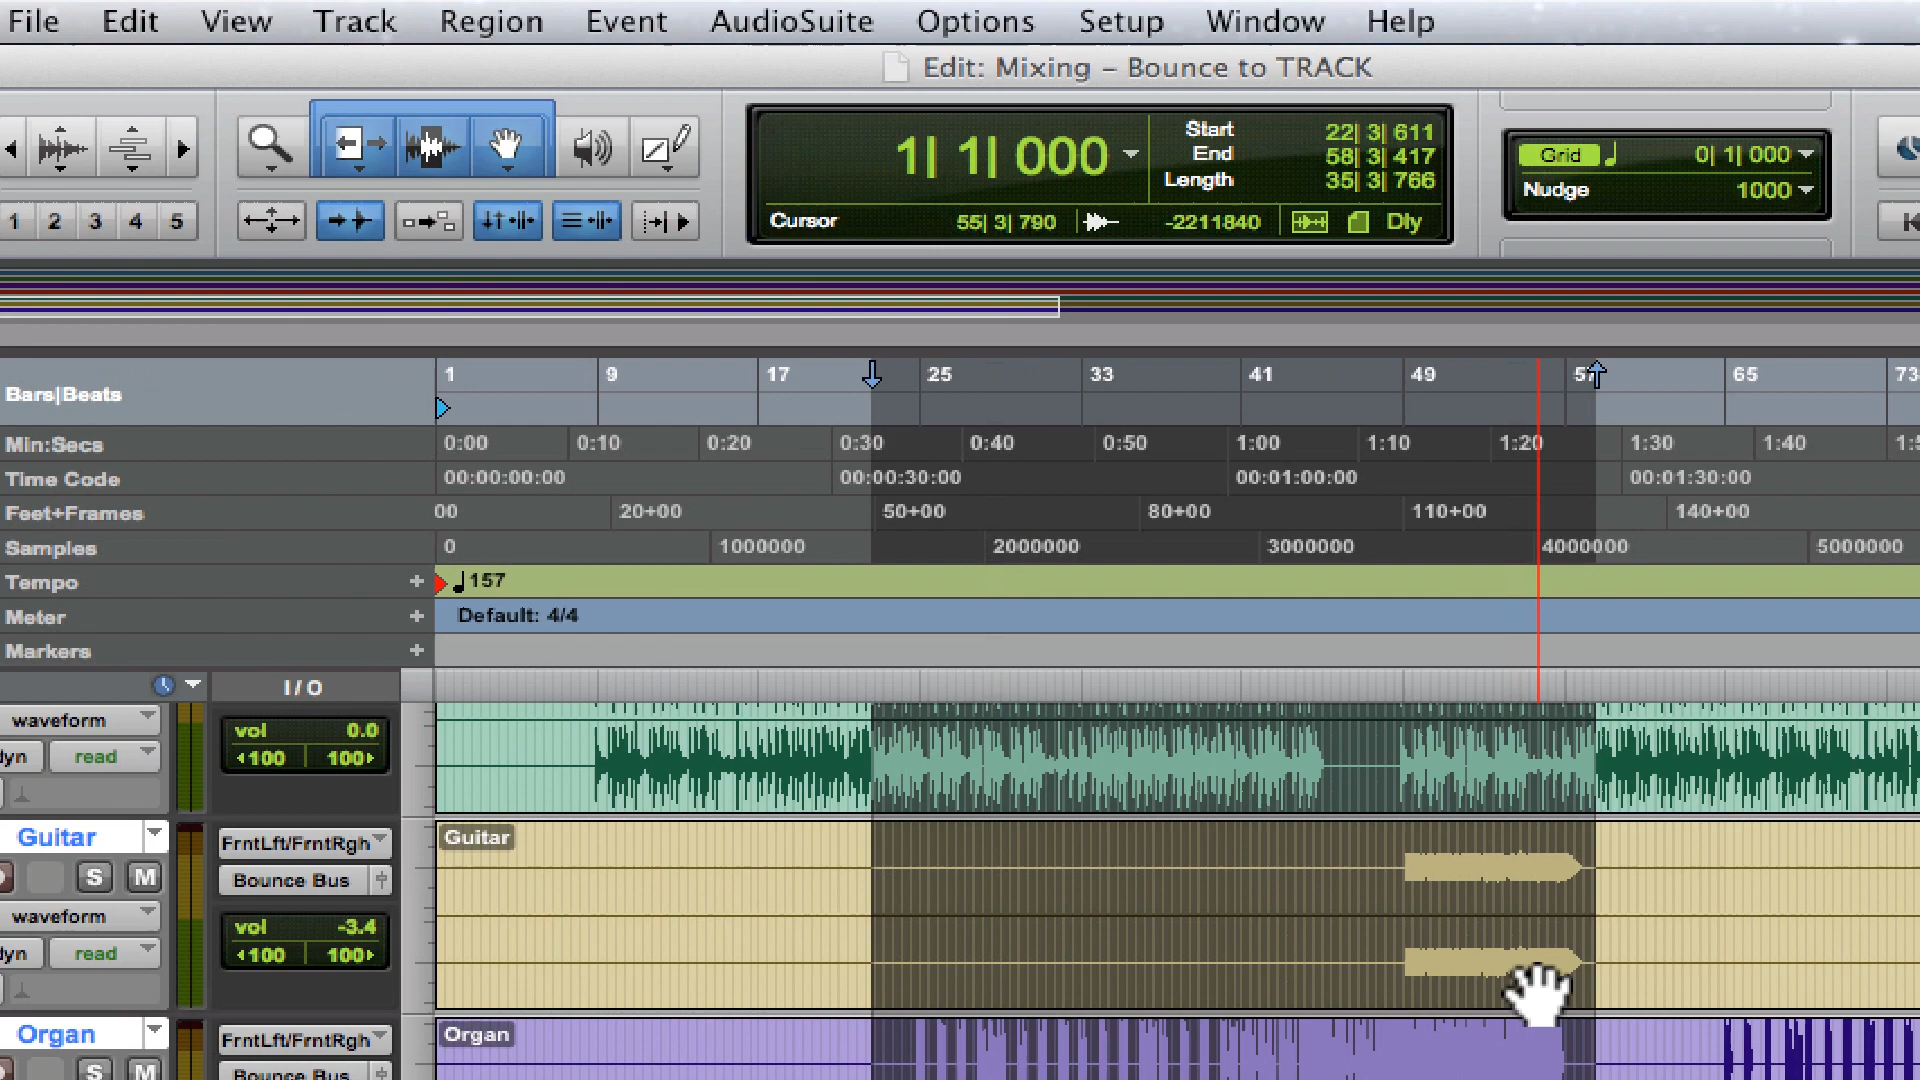 File Edit View Track Region Event AudioSuite Options Setup Window Help
Edit: Mixing – Bounce to TRACK
1| 1| 000
Start 22| 3| 611
End 58| 3| 417
Length 35| 3| 766
Grid 0| 1| 000
Nudge 1000
1 2 3 4 5
Cursor 55| 3| 790 -2211840 Dly
Bars|Beats 1 9 17 25 33 41 49 57 65 73
Min:Secs 0:00 0:10 0:20 0:30 0:40 0:50 1:00 1:10 1:20 1:30 1:40
Time Code 00:00:00:00 00:00:30:00 00:01:00:00 00:01:30:00
Feet+Frames 00 20+00 50+00 80+00 110+00 140+00
Samples 0 1000000 2000000 3000000 4000000 5000000
Tempo + 157
Meter + Default: 4/4
Markers +
I/O
waveform vol 0.0
dyn read 100 100
Guitar FrntLft/FrntRgh Guitar
S M Bounce Bus
waveform vol -3.4
dyn read 100 100
Organ FrntLft/FrntRgh Organ
S M Bounce Bus